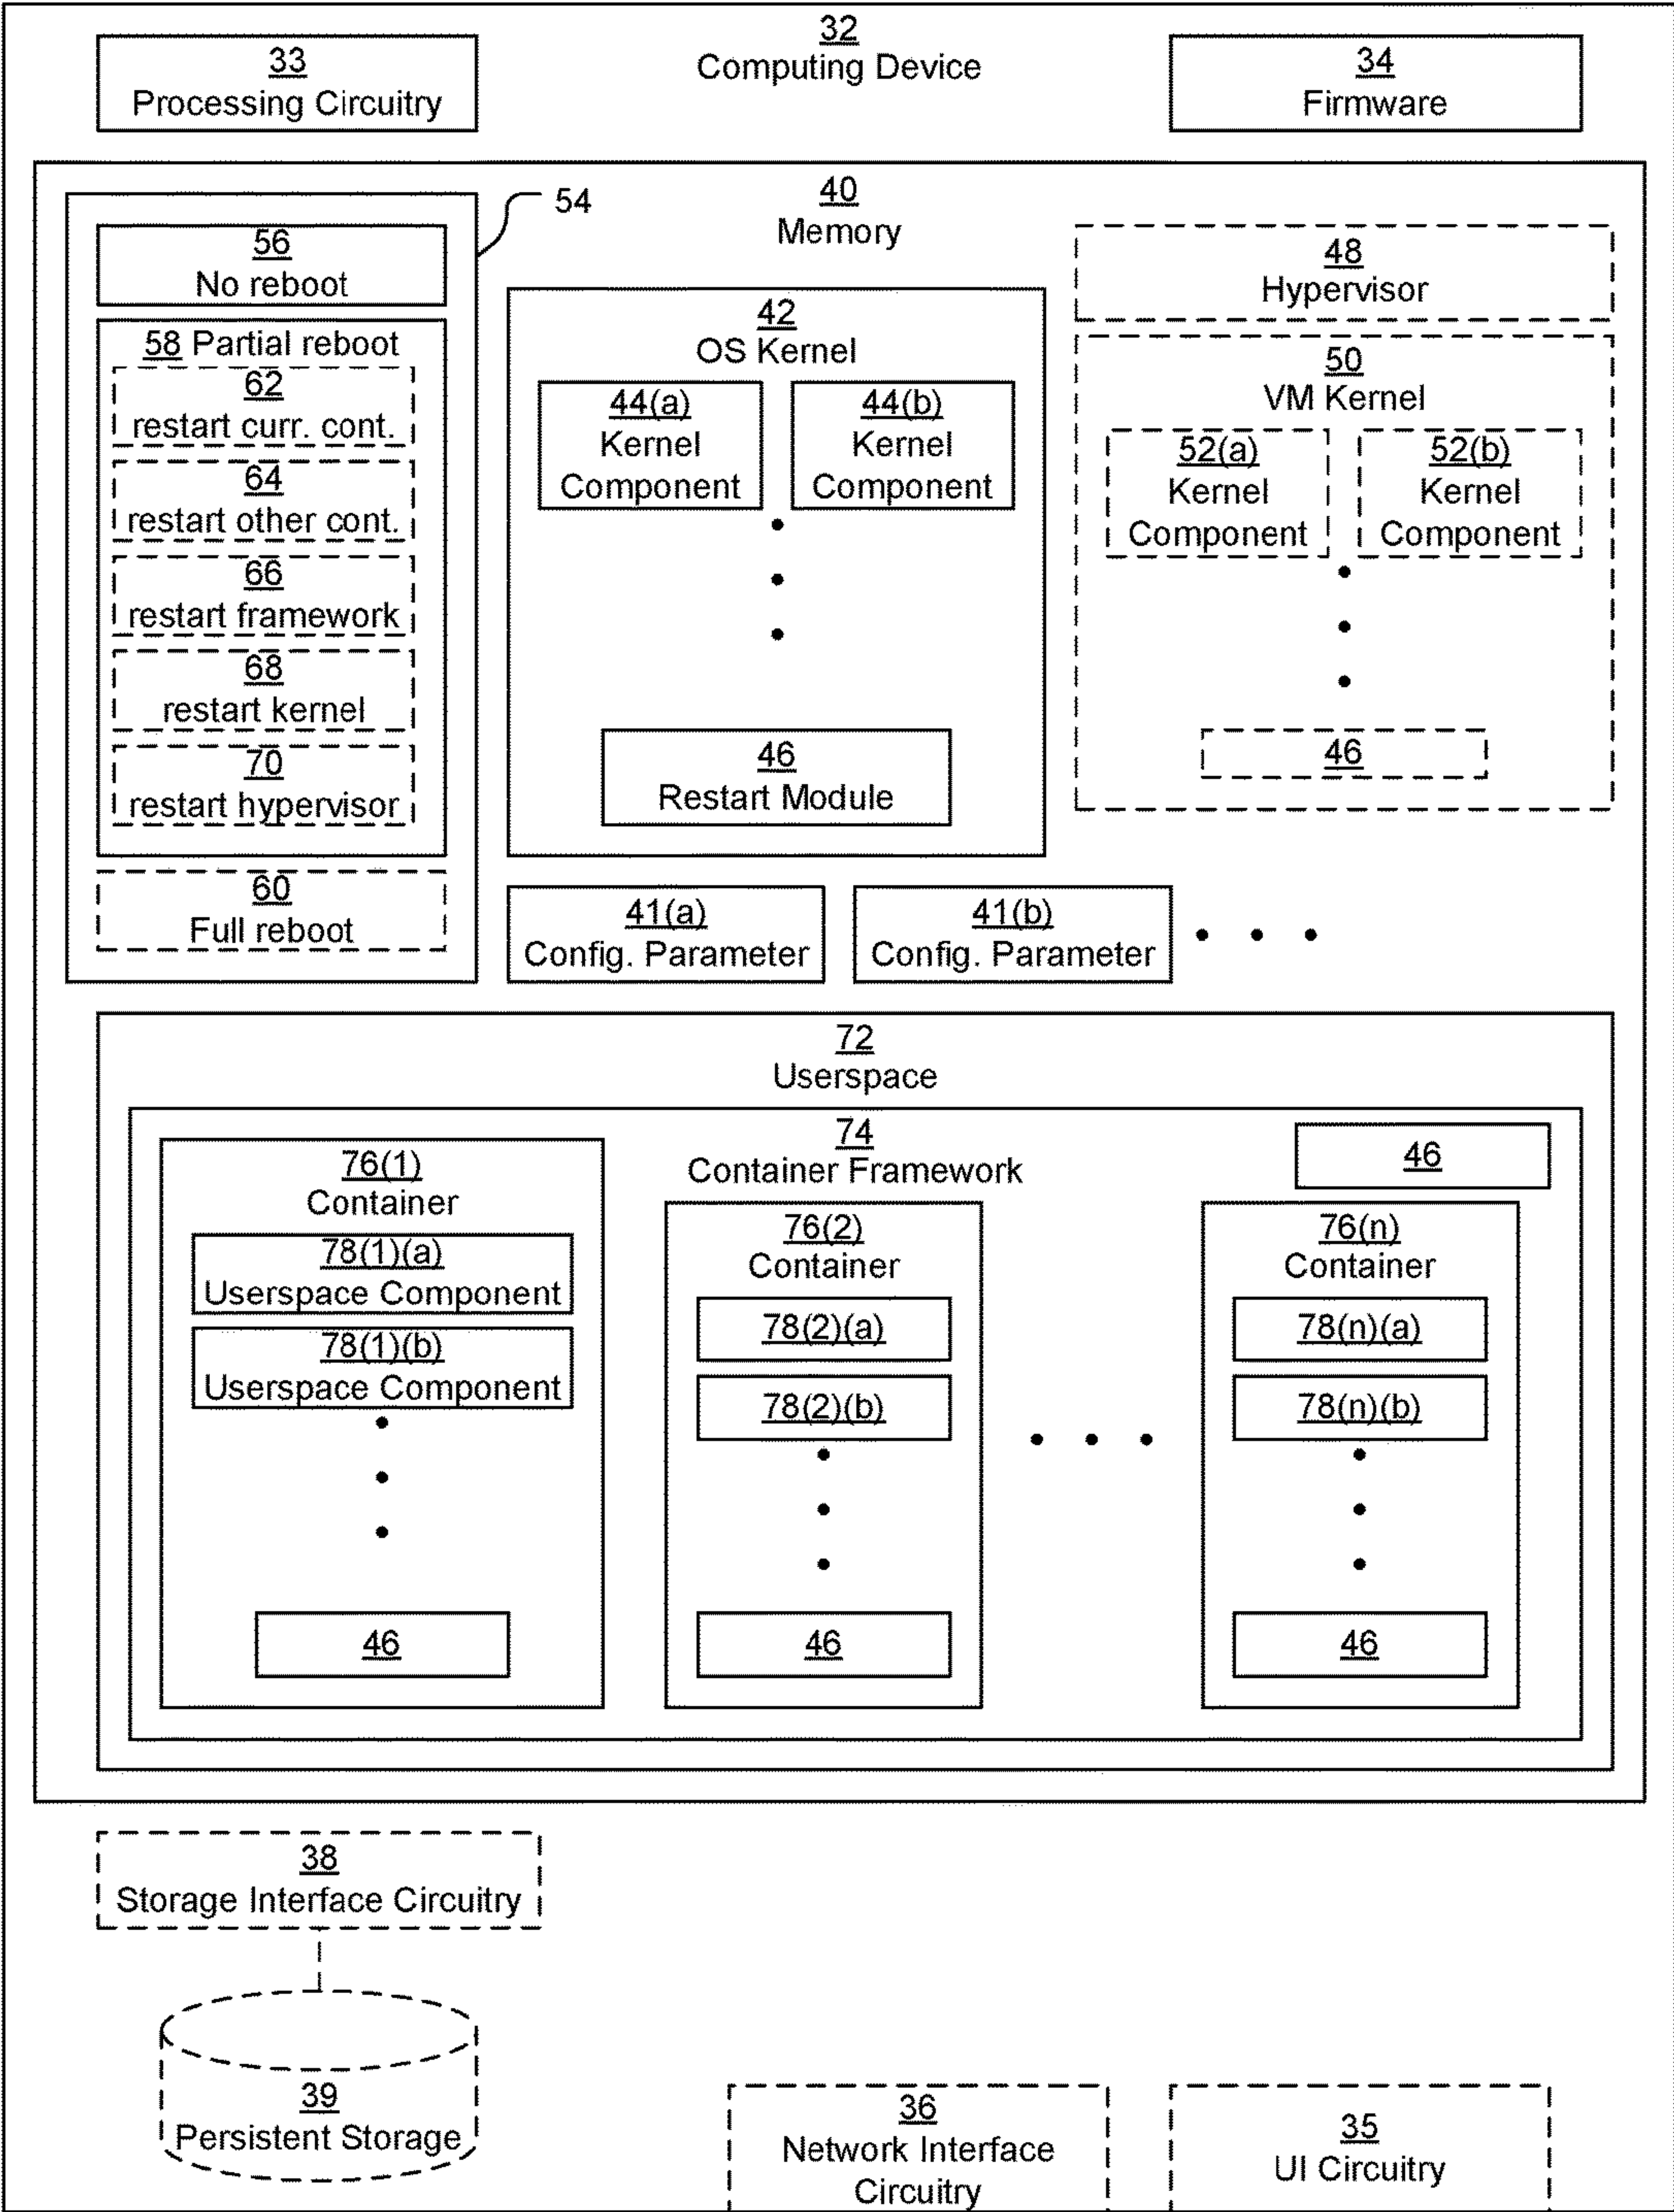 32
Computing Device
33
Processing Circuitry
34
Firmware
40
Memory
54
56
No reboot
58 Partial reboot
62
restart curr. cont.
64
restart other cont.
66
restart framework
68
restart kernel
70
restart hypervisor
60
Full reboot
42
OS Kernel
44(a)
Kernel
Component
44(b)
Kernel
Component
46
Restart Module
48
Hypervisor
50
VM Kernel
52(a)
Kernel
Component
52(b)
Kernel
Component
46
41(a)
Config. Parameter
41(b)
Config. Parameter
72
Userspace
74
Container Framework
46
76(1)
Container
78(1)(a)
Userspace Component
78(1)(b)
Userspace Component
46
76(2)
Container
78(2)(a)
78(2)(b)
46
76(n)
Container
78(n)(a)
78(n)(b)
46
38
Storage Interface Circuitry
39
Persistent Storage
36
Network Interface
Circuitry
35
UI Circuitry